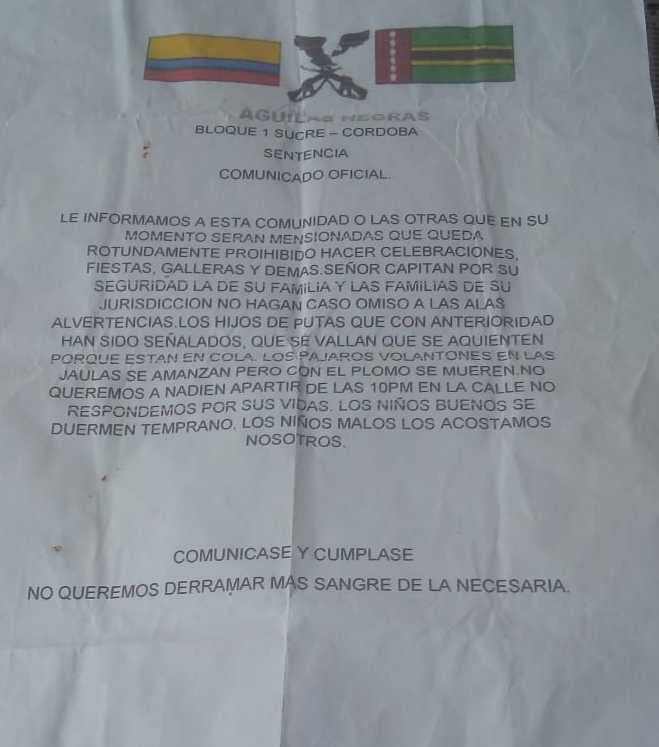 AGUILAS NEGRAS
BLOQUE 1 SUCRE – CORDOBA
SENTENCIA
COMUNICADO OFICIAL.
LE INFORMAMOS A ESTA COMUNIDAD O LAS OTRAS QUE EN SU
MOMENTO SERAN MENSIONADAS QUE QUEDA
ROTUNDAMENTE PROIHIBIDO HACER CELEBRACIONES,
FIESTAS, GALLERAS Y DEMAS.SEÑOR CAPITAN POR SU
SEGURIDAD LA DE SU FAMILIA Y LAS FAMILIAS DE SU
JURISDICCION NO HAGAN CASO OMISO A LAS ALAS
ALVERTENCIAS.LOS HIJOS DE PUTAS QUE CON ANTERIORIDAD
HAN SIDO SEÑALADOS, QUE SE VALLAN QUE SE AQUIENTEN
PORQUE ESTAN EN COLA. LOS PAJAROS VOLANTONES EN LAS
JAULAS SE AMANZAN PERO CON EL PLOMO SE MUEREN.NO
QUEREMOS A NADIEN APARTIR DE LAS 10PM EN LA CALLE NO
RESPONDEMOS POR SUS VIDAS. LOS NIÑOS BUENOS SE
DUERMEN TEMPRANO. LOS NIÑOS MALOS LOS ACOSTAMOS
NOSOTROS.
COMUNICASE Y CUMPLASE
NO QUEREMOS DERRAMAR MAS SANGRE DE LA NECESARIA.